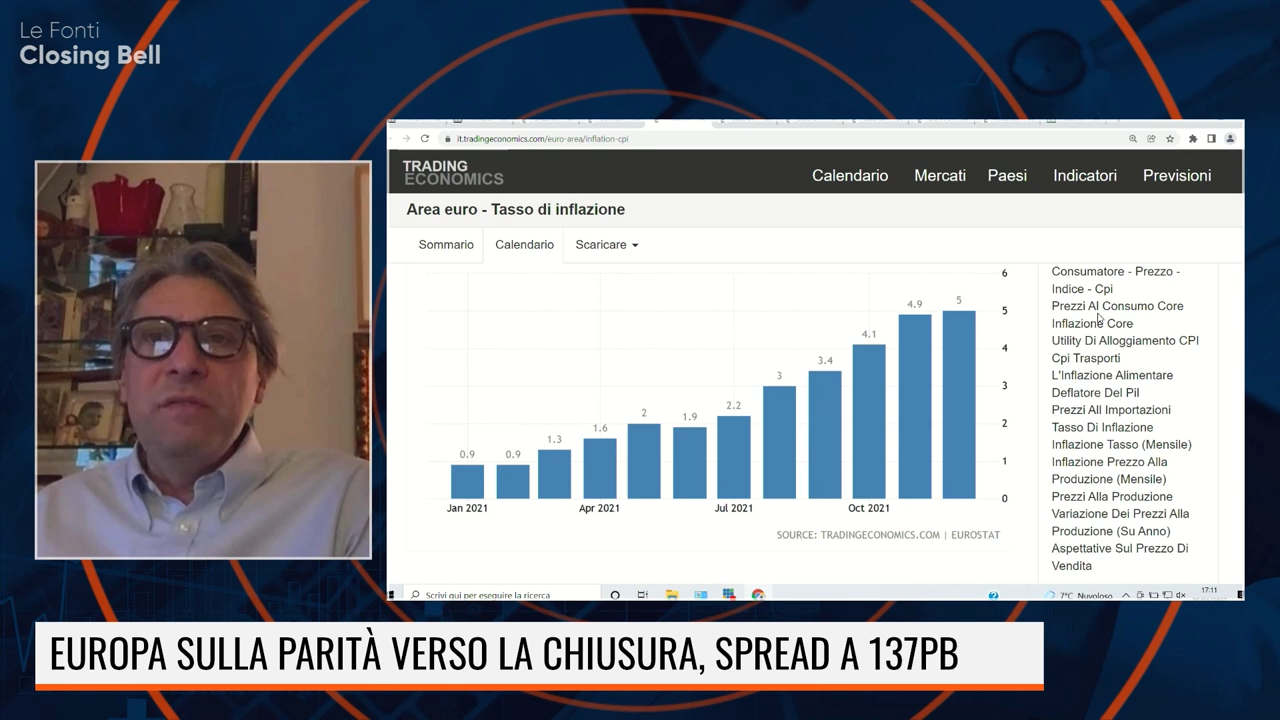 Le Fonti
Closing Bell
it.tradingeconomics.com/euro-area/inflation-cpi
TRADING
ECONOMICS
Calendario Mercati Paesi Indicatori Previsioni
Area euro - Tasso di inflazione
Sommario Calendario Scaricare
6
5
4
3
2
1
0
0.9 0.9 1.3 1.6 2 1.9 2.2 3 3.4 4.1 4.9 5
Jan 2021 Apr 2021 Jul 2021 Oct 2021
SOURCE: TRADINGECONOMICS.COM | EUROSTAT
Consumatore - Prezzo -
Indice - Cpi
Prezzi Al Consumo Core
Inflazione Core
Utility Di Alloggiamento CPI
Cpi Trasporti
L'Inflazione Alimentare
Deflatore Del Pil
Prezzi All Importazioni
Tasso Di Inflazione
Inflazione Tasso (Mensile)
Inflazione Prezzo Alla
Produzione (Mensile)
Prezzi Alla Produzione
Variazione Dei Prezzi Alla
Produzione (Su Anno)
Aspettative Sul Prezzo Di
Vendita
Scrivi qui per eseguire la ricerca
7°C Nuvoloso
17:11
EUROPA SULLA PARITÀ VERSO LA CHIUSURA, SPREAD A 137PB